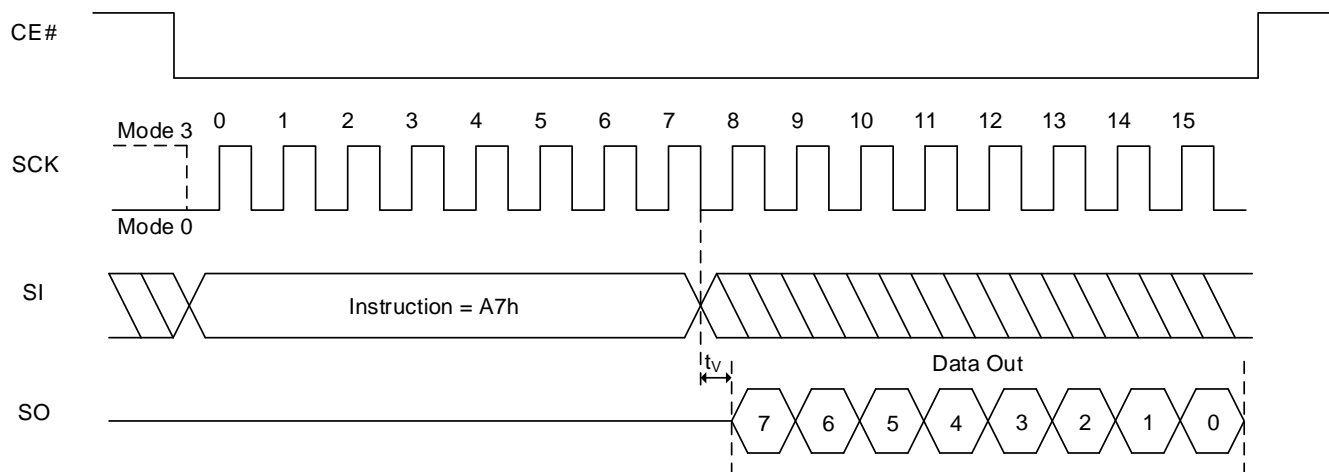 CE#
Mode 3
0 1 2 3 4 5 6 7 8 9 10 11 12 13 14 15
SCK
Mode 0
SI
Instruction = A7h
tV
Data Out
SO
7 6 5 4 3 2 1 0